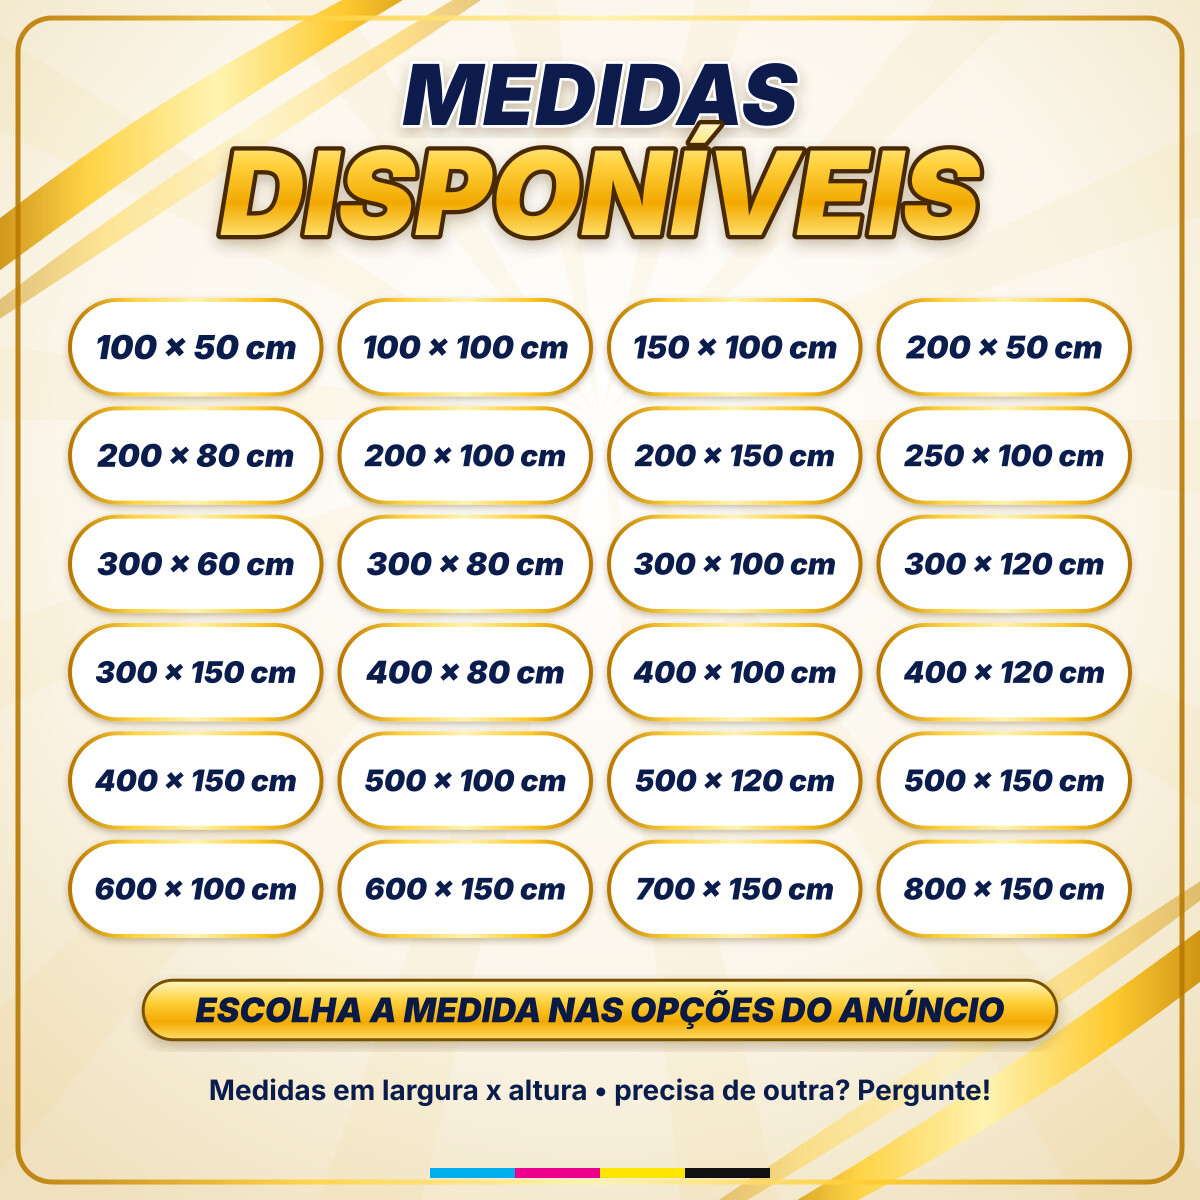 MEDIDAS
DISPONÍVEIS
100 × 50 cm 100 × 100 cm 150 × 100 cm 200 × 50 cm
200 × 80 cm 200 × 100 cm 200 × 150 cm 250 × 100 cm
300 × 60 cm 300 × 80 cm 300 × 100 cm 300 × 120 cm
300 × 150 cm 400 × 80 cm 400 × 100 cm 400 × 120 cm
400 × 150 cm 500 × 100 cm 500 × 120 cm 500 × 150 cm
600 × 100 cm 600 × 150 cm 700 × 150 cm 800 × 150 cm
ESCOLHA A MEDIDA NAS OPÇÕES DO ANÚNCIO
Medidas em largura x altura • precisa de outra? Pergunte!